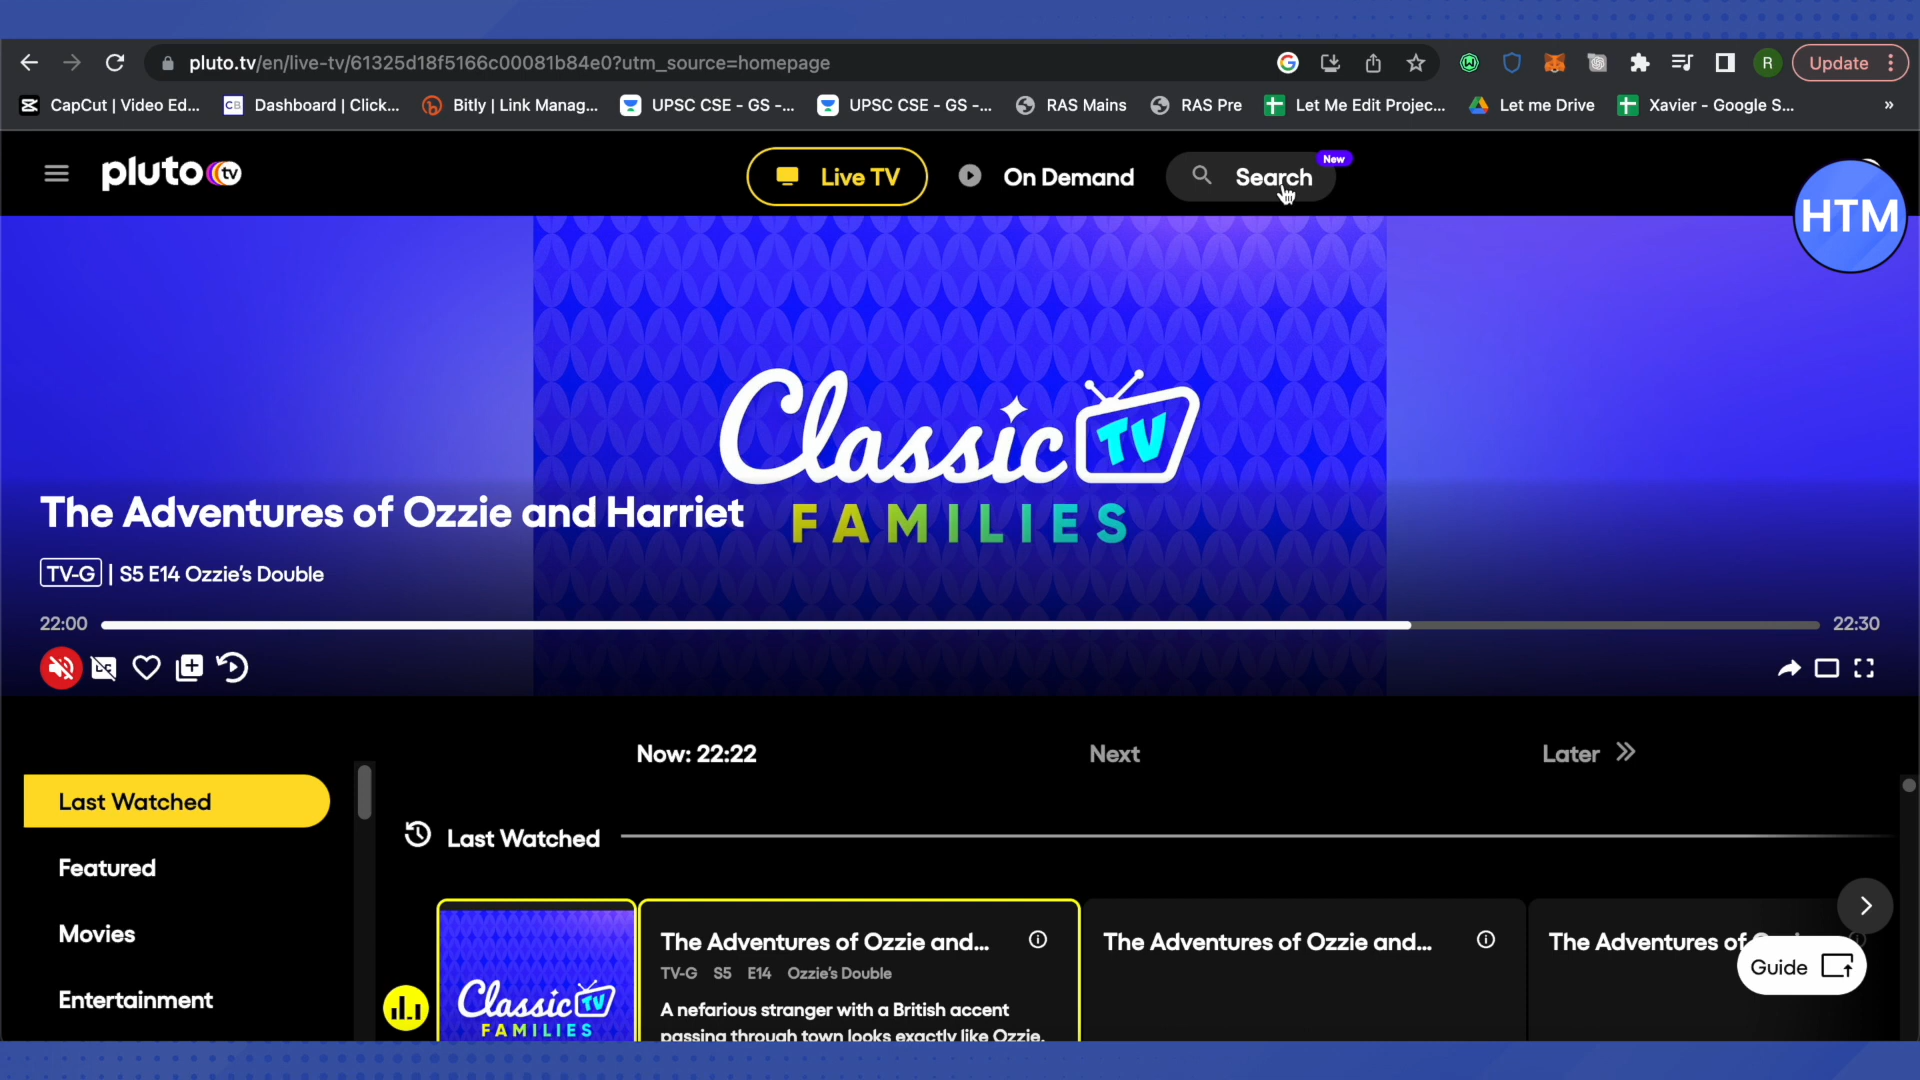 pluto.tv/en/live-tv/61325d18f5166c00081b84e0?utm_source=homepage
R
Update
CapCut | Video Ed...
CB
Dashboard | Click...
Bitly | Link Manag...
UPSC CSE - GS -...
UPSC CSE - GS -...
RAS Mains
RAS Pre
Let Me Edit Projec...
Let me Drive
Xavier - Google S...
»
pluto tv
Live TV
On Demand
Search
New
HTM
Classic TV
FAMILIES
The Adventures of Ozzie and Harriet
TV-G | S5 E14 Ozzie's Double
22:00
22:30
Now: 22:22
Next
Later
Last Watched
Featured
Movies
Entertainment
Last Watched
Classic TV
FAMILIES
The Adventures of Ozzie and...
TV-G S5 E14 Ozzie's Double
A nefarious stranger with a British accent
passing through town looks exactly like Ozzie.
The Adventures of Ozzie and...
The Adventures of
Guide